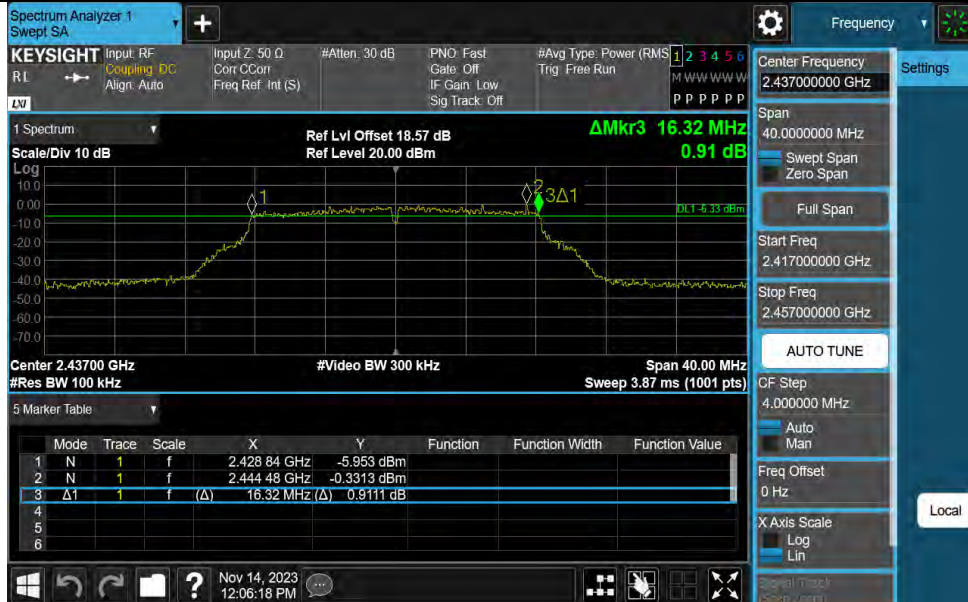 Spectrum Analyzer 1
Swept SA
Frequency
KEYSIGHT
RL
LXI
Input: RF
Coupling: DC
Align: Auto
Input Z: 50 Ω
Corr CCorr
Freq Ref: Int (S)
#Atten: 30 dB
PNO: Fast
Gate: Off
IF Gain: Low
Sig Track: Off
#Avg Type: Power (RMS
Trig: Free Run
1 2 3 4 5 6
M W W W W W
P P P P P P
1 Spectrum
Scale/Div 10 dB
Log
Ref Lvl Offset 18.57 dB
Ref Level 20.00 dBm
ΔMkr3 16.32 MHz
0.91 dB
10.0
0.00
-10.0
-20.0
-30.0
-40.0
-50.0
-60.0
-70.0
1
2
3Δ1
DL1 -6.33 dBm
Center 2.43700 GHz
#Res BW 100 kHz
#Video BW 300 kHz
Span 40.00 MHz
Sweep 3.87 ms (1001 pts)
5 Marker Table
Mode Trace Scale X Y Function Function Width Function Value
1 N 1 f 2.428 84 GHz -5.953 dBm
2 N 1 f 2.444 48 GHz -0.3313 dBm
3 Δ1 1 f (Δ) 16.32 MHz (Δ) 0.9111 dB
4
5
6
Nov 14, 2023
12:06:18 PM
Center Frequency
2.437000000 GHz
Span
40.0000000 MHz
Swept Span
Zero Span
Full Span
Start Freq
2.417000000 GHz
Stop Freq
2.457000000 GHz
AUTO TUNE
CF Step
4.000000 MHz
Auto
Man
Freq Offset
0 Hz
X Axis Scale
Log
Lin
Signal Track
(Span Zoom)
Settings
Local